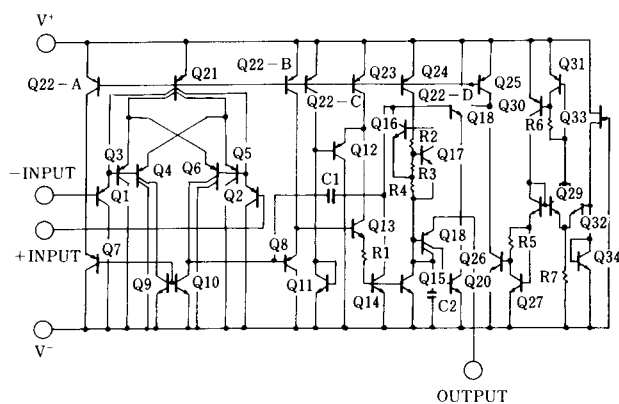 V+
Q21
Q22-B
Q23
Q24
Q25
Q31
Q22-A
Q22-C
Q22-D
Q30
Q33
Q16
Q18
R6
Q3
Q4
Q6
Q5
Q12
R2
Q17
R3
-INPUT
Q1
Q2
C1
R4
Q29
+INPUT
Q13
Q18
Q32
Q7
Q8
R1
Q26
R5
Q9
Q10
Q11
Q14
Q15
Q20
R7
Q34
C2
Q27
V-
OUTPUT